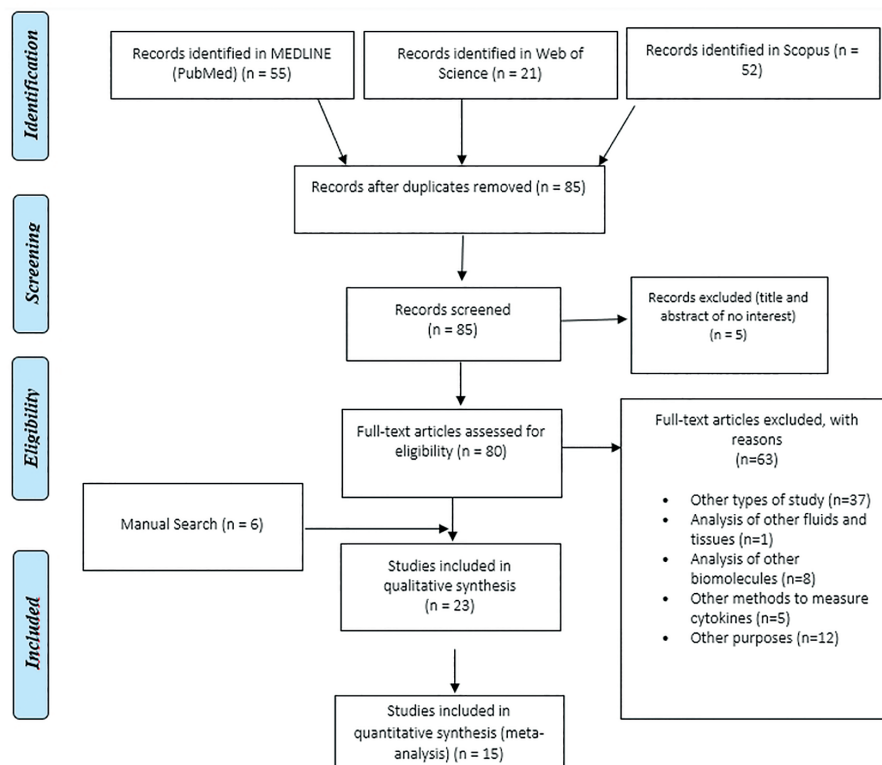 Identification
Records identified in MEDLINE
(PubMed) (n = 55)
Records identified in Web of
Science (n = 21)
Records identified in Scopus (n =
52)
Records after duplicates removed (n = 85)
Screening
Records screened
(n = 85)
Records excluded (title and
abstract of no interest)
(n = 5)
Eligibility
Full-text articles assessed for
eligibility (n = 80)
Full-text articles excluded, with
reasons
(n=63)
• Other types of study (n=37)
• Analysis of other fluids and
tissues (n=1)
• Analysis of other
biomolecules (n=8)
• Other methods to measure
cytokines (n=5)
• Other purposes (n=12)
Manual Search (n = 6)
Included
Studies included in
qualitative synthesis
(n = 23)
Studies included in
quantitative synthesis (meta-
analysis) (n = 15)